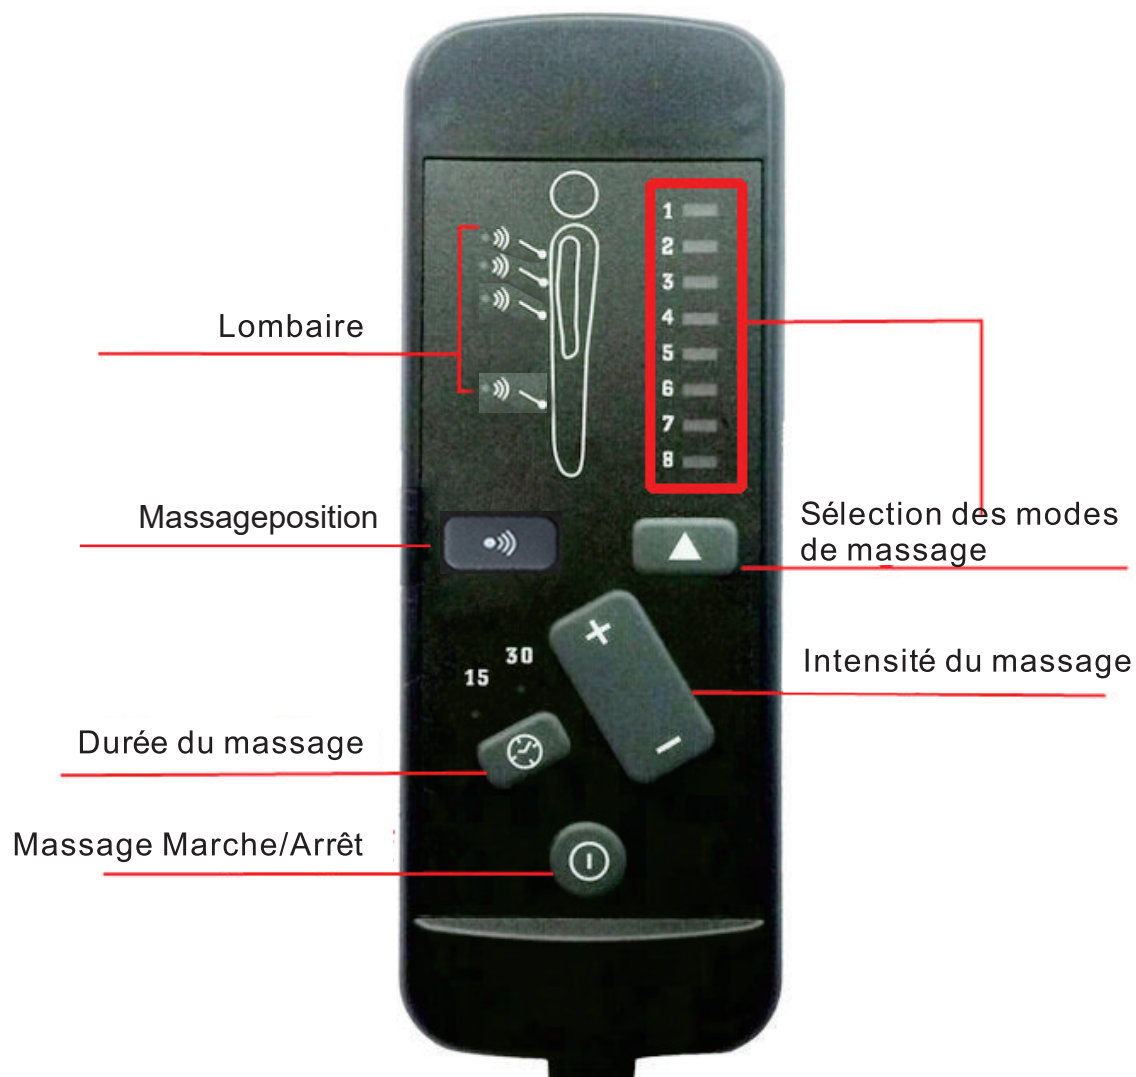 1
2
3
4
5
6
7
8
Lombaire
Massageposition
Sélection des modes
de massage
+
30
15
Intensité du massage
−
Durée du massage
Massage Marche/Arrêt